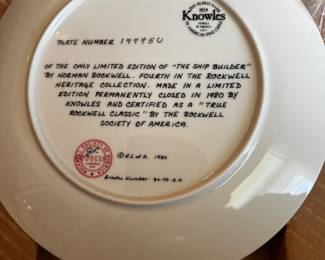 1854
Knowles
PLATE NUMBER 19995U
OF THE ONLY LIMITED EDITION OF "THE SHIP BUILDER"
BY NORMAN ROCKWELL. FOURTH IN THE ROCKWELL
HERITAGE COLLECTION. MADE IN A LIMITED
EDITION PERMANENTLY CLOSED IN 1980 BY
KNOWLES AND CERTIFIED AS A "TRUE
ROCKWELL CLASSIC" BY THE ROCKWELL
SOCIETY OF AMERICA.
©R.S.O.A. 1980